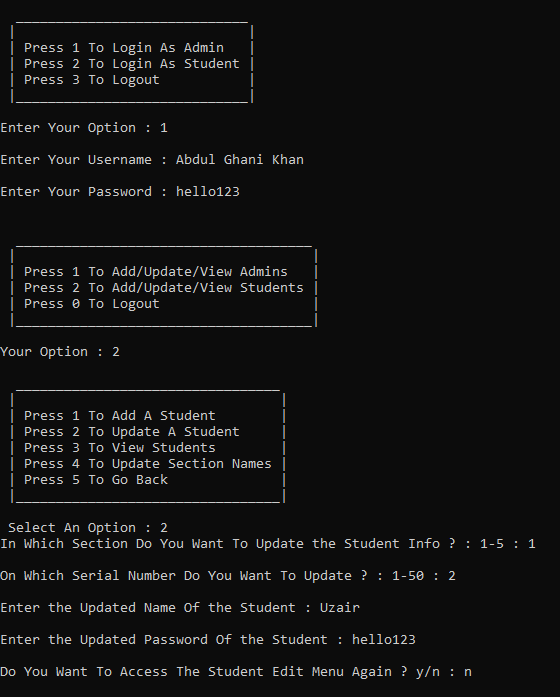 Press 1 To Login As Admin
Press 2 To Login As Student
Press 3 To Logout
Enter Your Option : 1
Enter Your Username : Abdul Ghani Khan
Enter Your Password : hello123
Press 1 To Add/Update/View Admins
Press 2 To Add/Update/View Students
Press 0 To Logout
Your Option : 2
Press 1 To Add A Student
Press 2 To Update A Student
Press 3 To View Students
Press 4 To Update Section Names
Press 5 To Go Back
Select An Option : 2
In Which Section Do You Want To Update the Student Info ? : 1-5 : 1
On Which Serial Number Do You Want To Update ? : 1-50 : 2
Enter the Updated Name Of the Student : Uzair
Enter the Updated Password Of the Student : hello123
Do You Want To Access The Student Edit Menu Again ? y/n : n